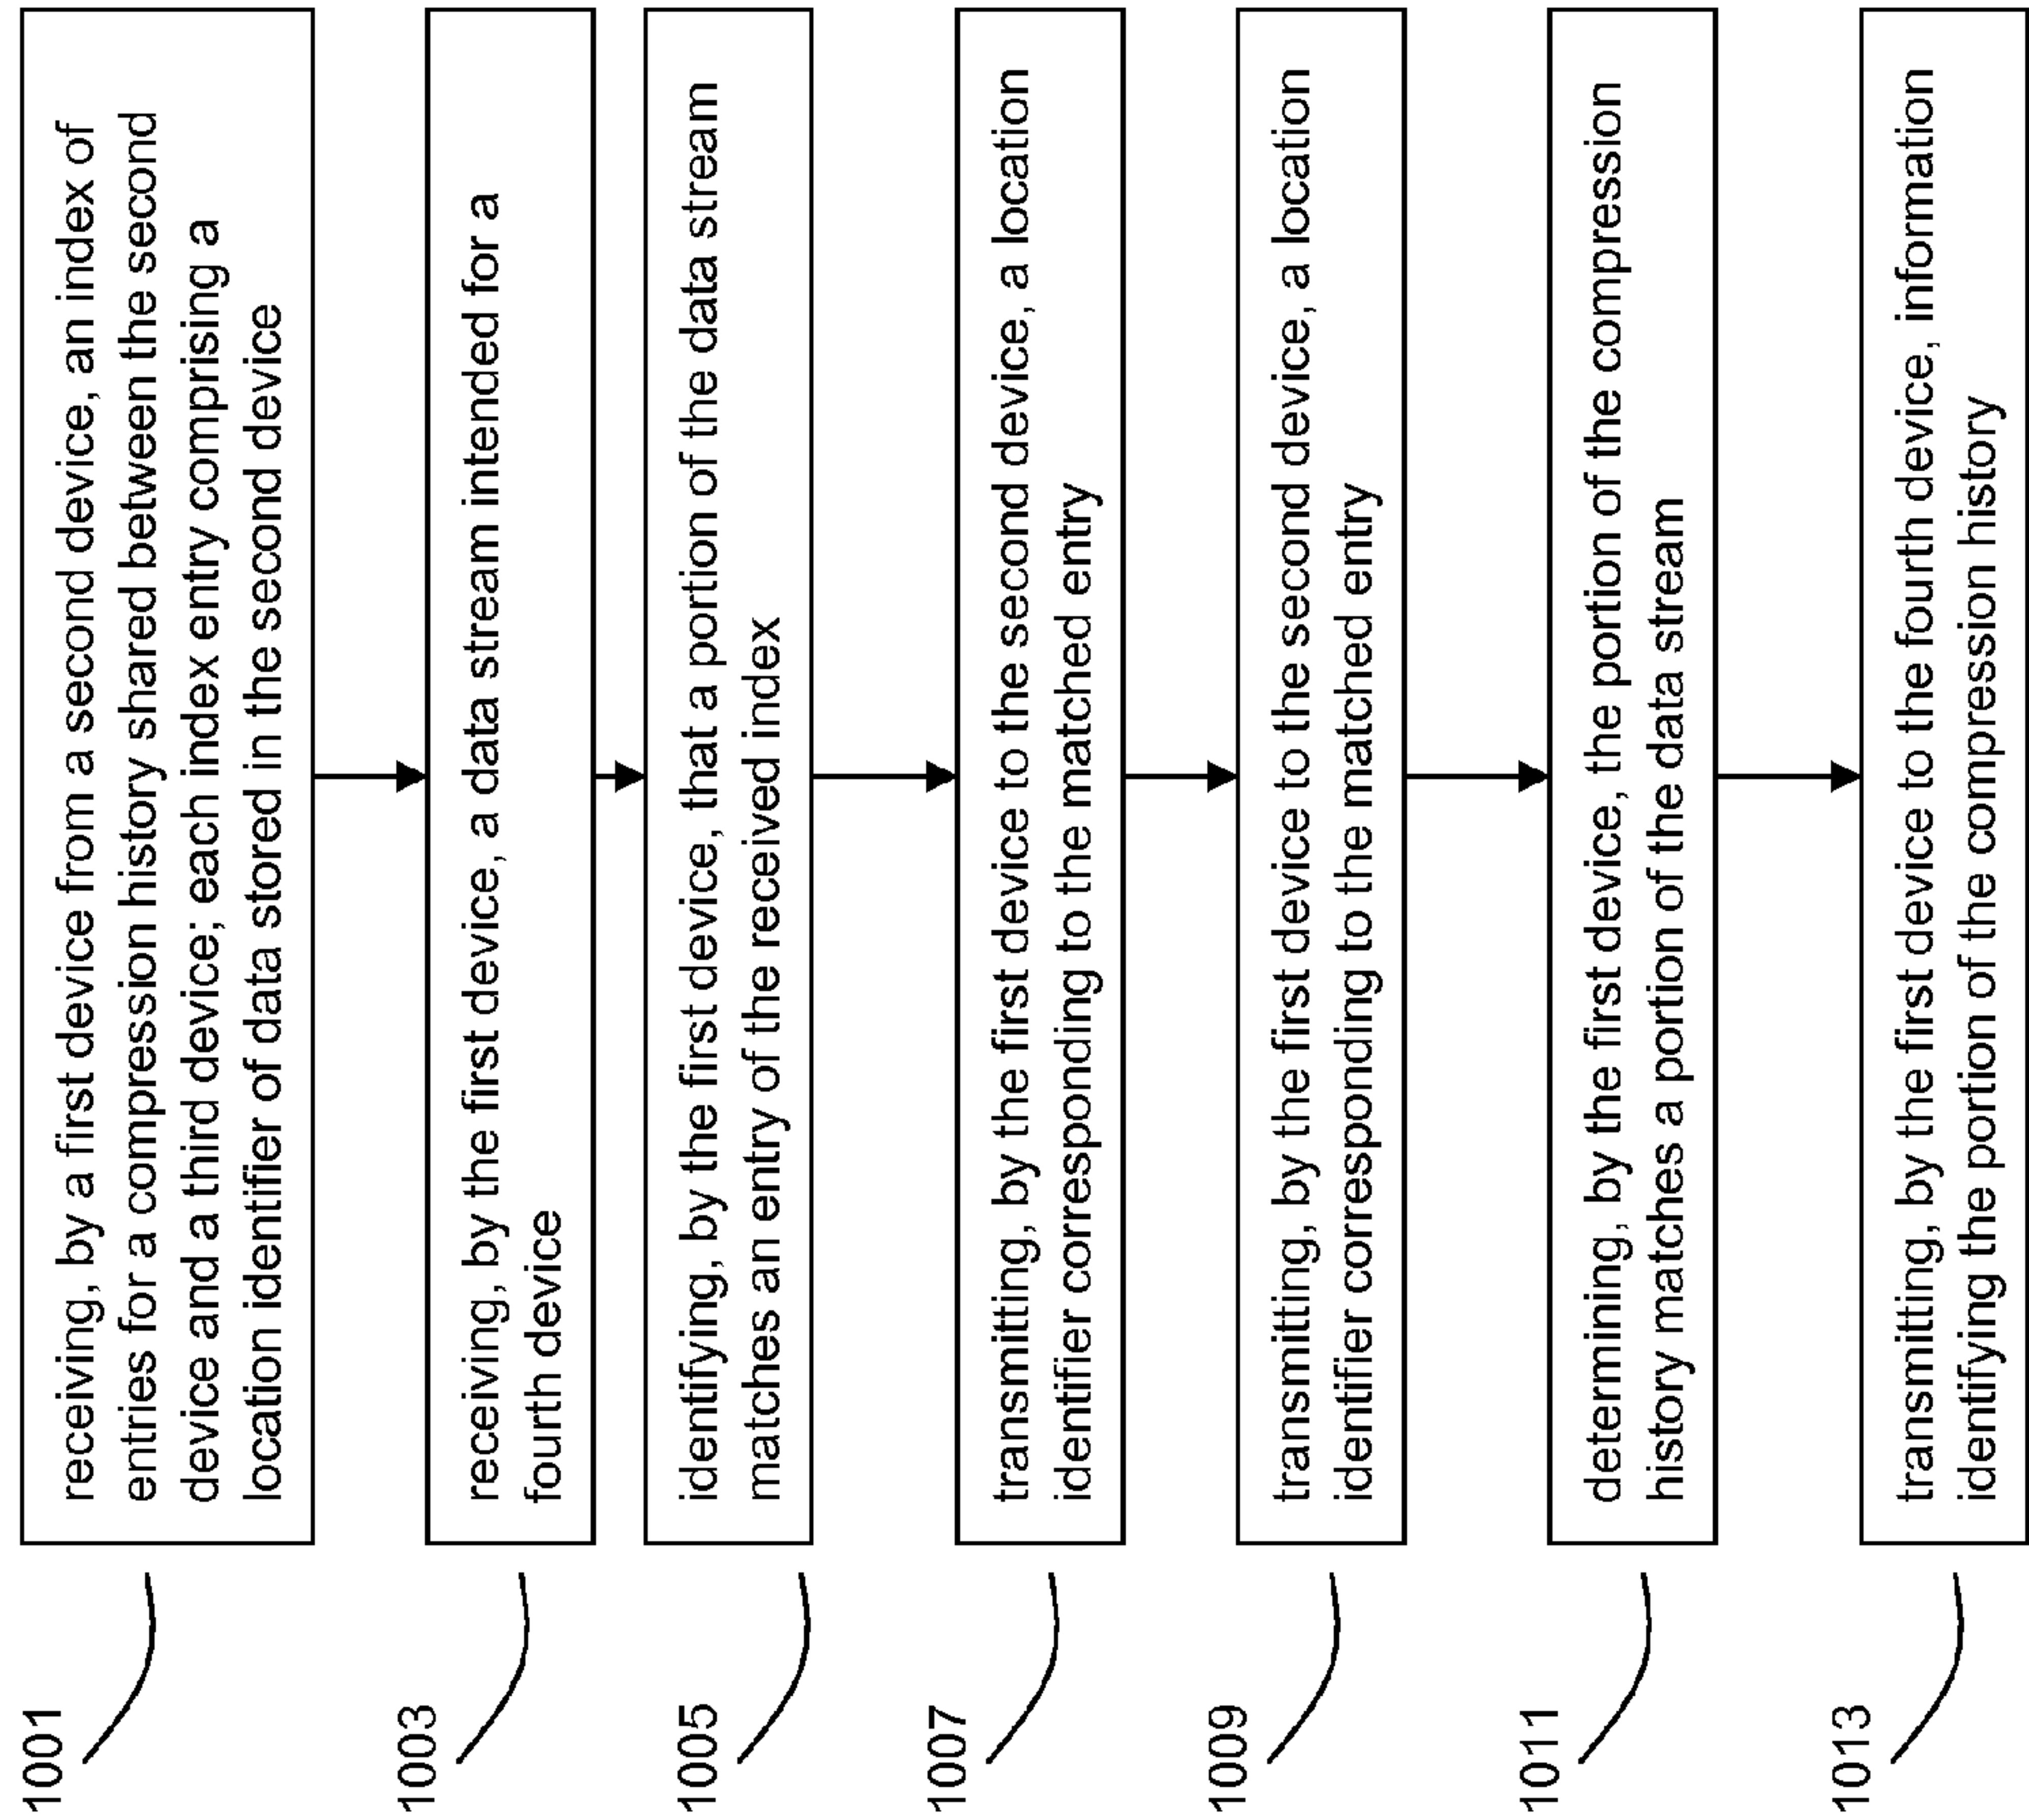 1001
receiving, by a first device from a second device, an index of
entries for a compression history shared between the second
device and a third device; each index entry comprising a
location identifier of data stored in the second device
1003
receiving, by the first device, a data stream intended for a
fourth device
1005
identifying, by the first device, that a portion of the data stream
matches an entry of the received index
1007
transmitting, by the first device to the second device, a location
identifier corresponding to the matched entry
1009
transmitting, by the first device to the second device, a location
identifier corresponding to the matched entry
1011
determining, by the first device, the portion of the compression
history matches a portion of the data stream
1013
transmitting, by the first device to the fourth device, information
identifying the portion of the compression history